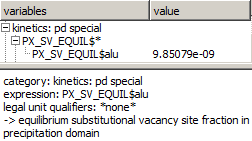 variables value
kinetics: pd special
PX_SV_EQUIL$*
PX_SV_EQUIL$alu 9.85079e-09
category: kinetics: pd special
expression: PX_SV_EQUIL$alu
legal unit qualifiers: *none*
-> equilibrium substitutional vacancy site fraction in
precipitation domain